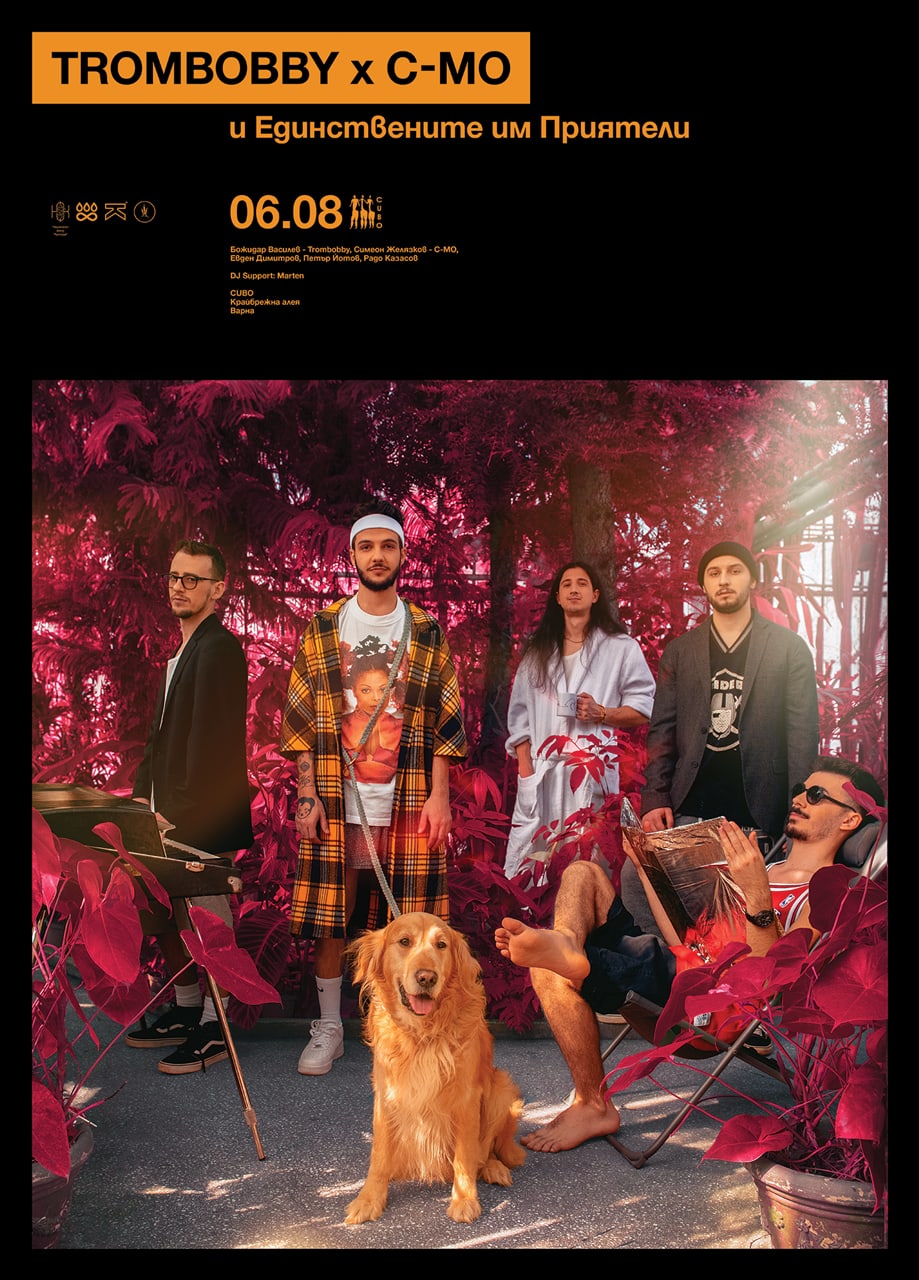 TROMBOBBY x C-MO
и Единствените им Приятели
06.08
CUBO
Божидар Василев - Trombobby, Симеон Желязков - C-MO,
Евден Димитров, Петър Йотов, Радо Казасов
DJ Support: Marten
CUBO
Крайбрежна алея
Варна